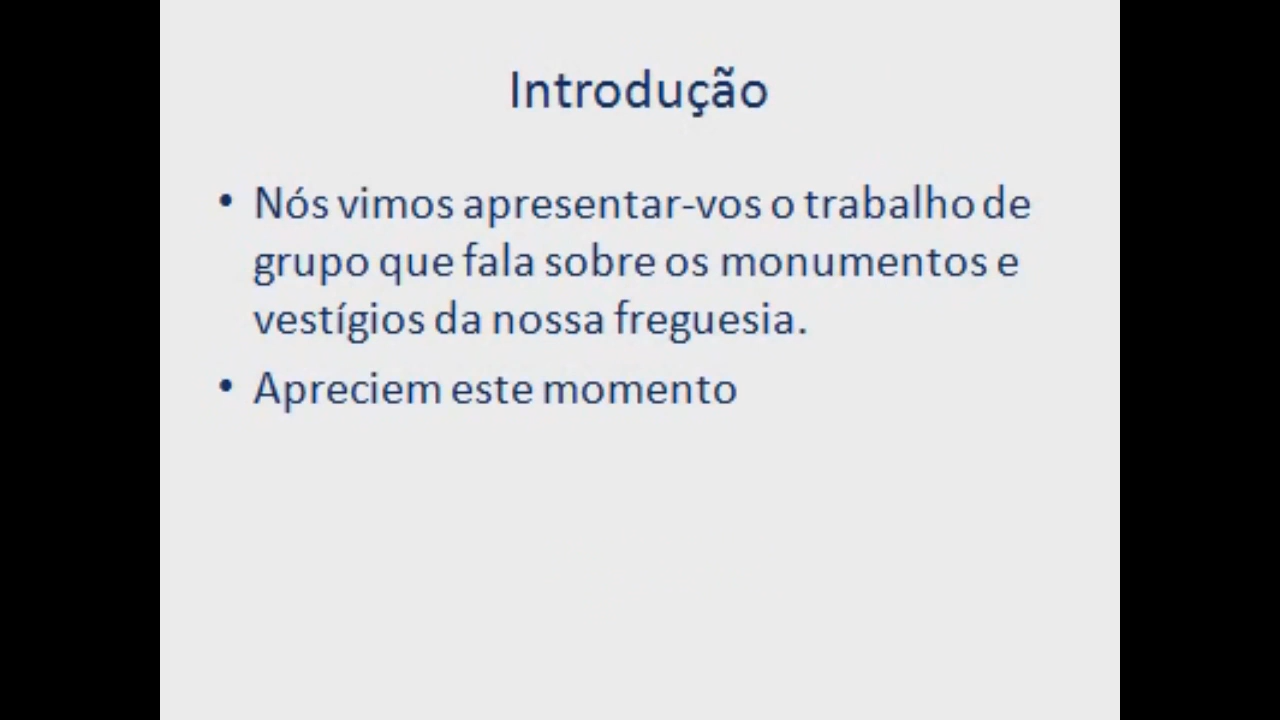 Introdução
• Nós vimos apresentar-vos o trabalho de
grupo que fala sobre os monumentos e
vestígios da nossa freguesia.
• Apreciem este momento